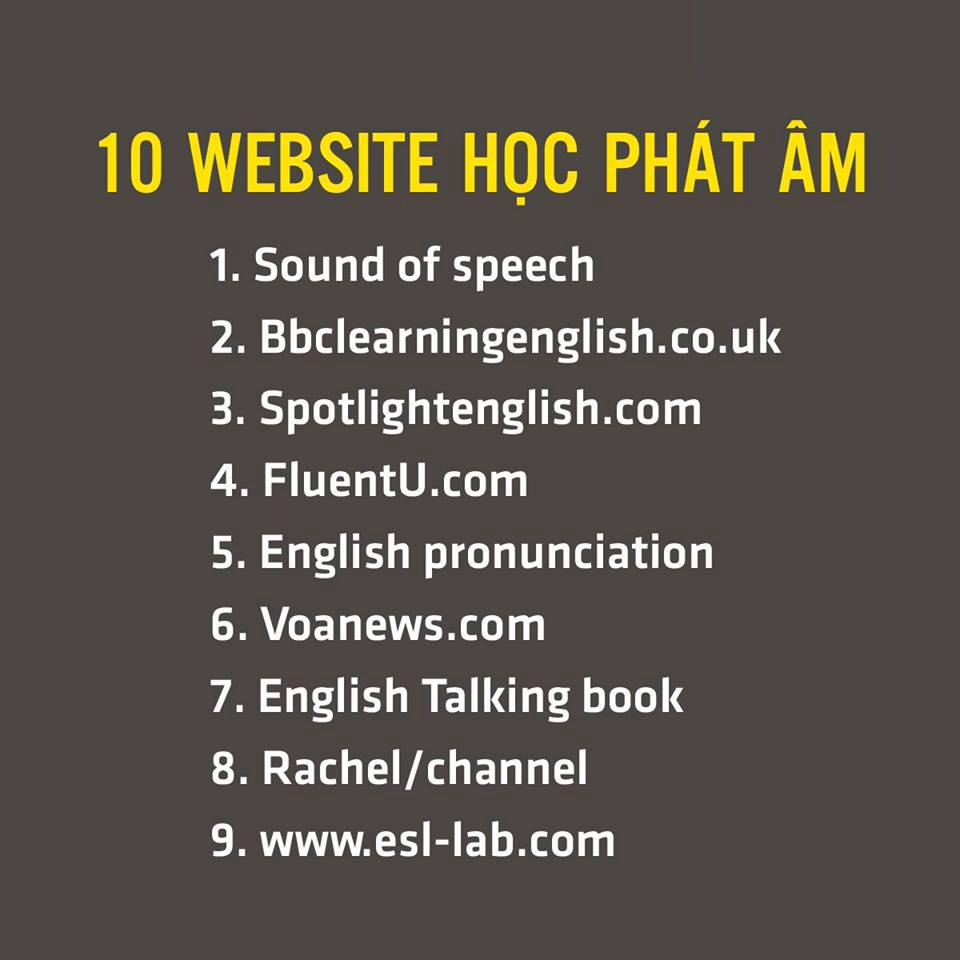 10 WEBSITE HỌC PHÁT ÂM
1. Sound of speech
2. Bbclearningenglish.co.uk
3. Spotlightenglish.com
4. FluentU.com
5. English pronunciation
6. Voanews.com
7. English Talking book
8. Rachel/channel
9. www.esl-lab.com